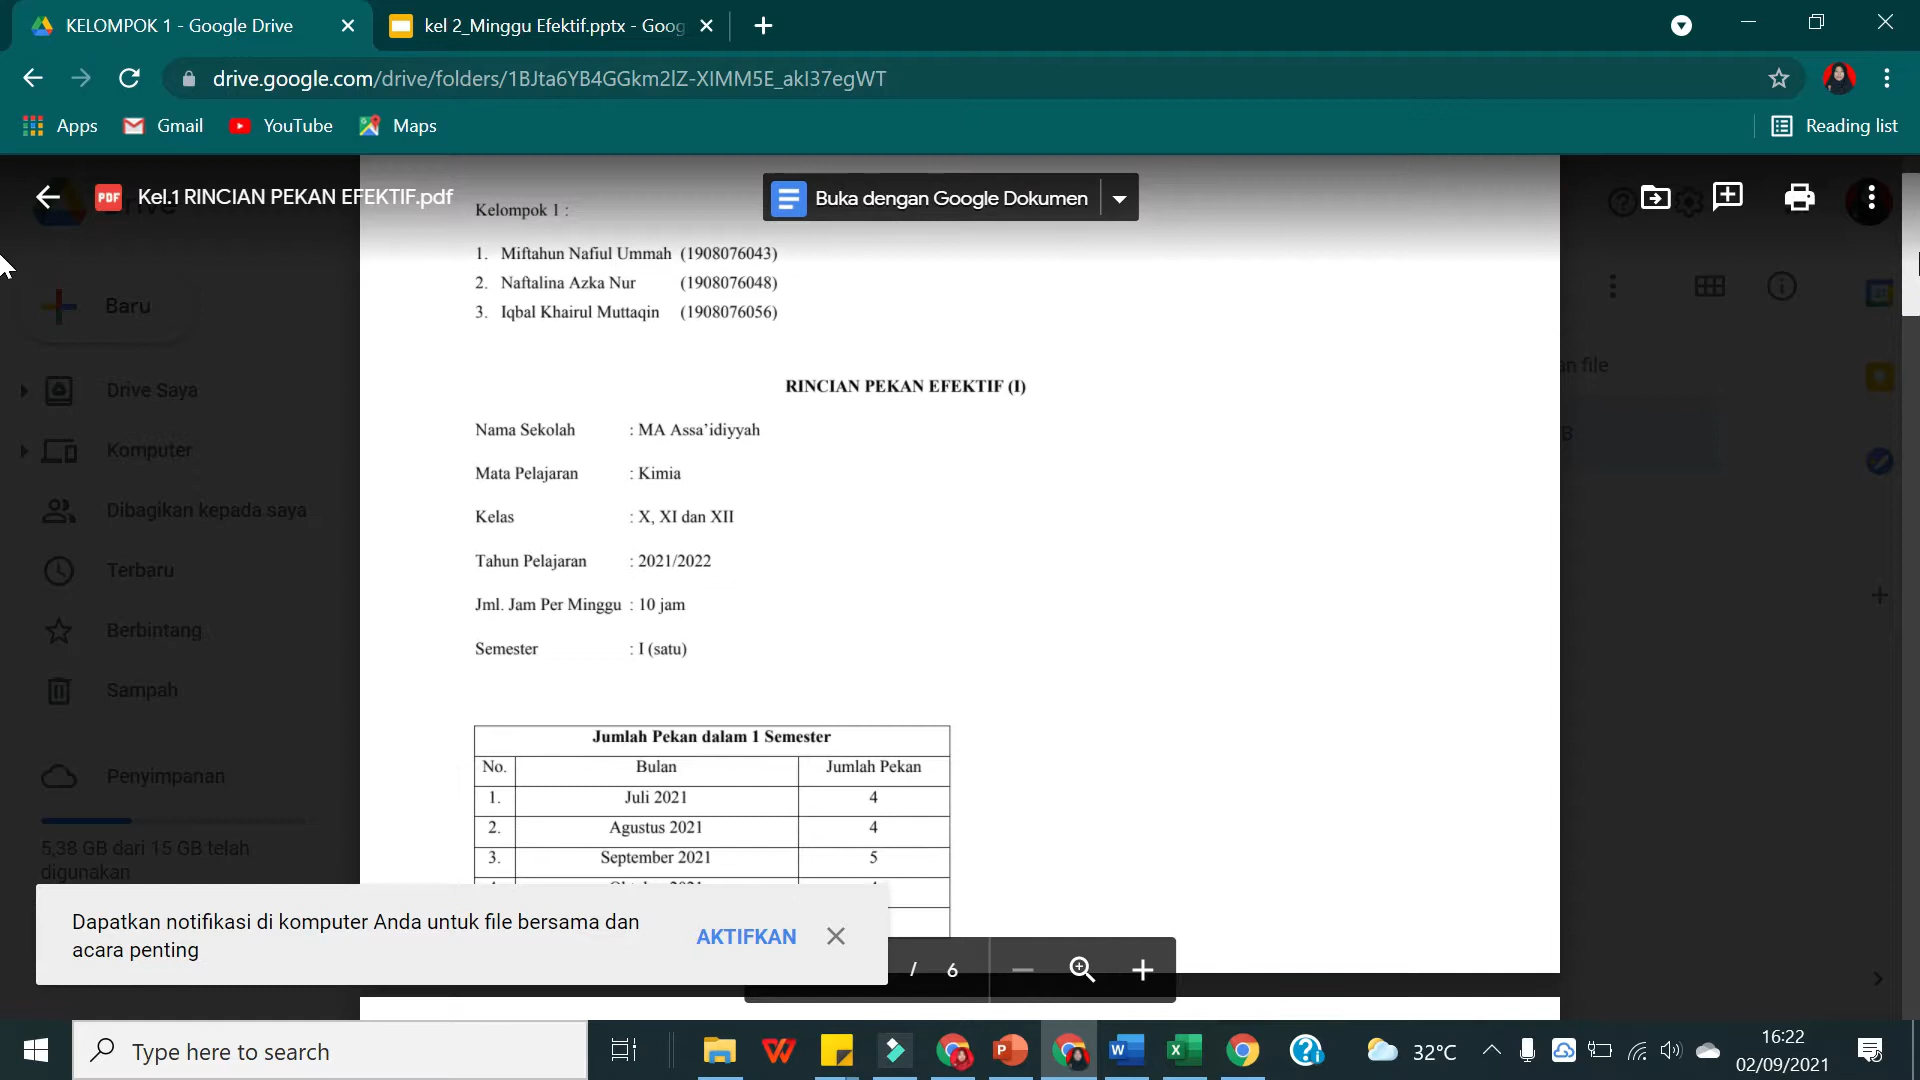 KELOMPOK 1 - Google Drive
kel 2_Minggu Efektif.pptx - Goog
drive.google.com/drive/folders/1BJta6YB4GGkm2lZ-XIMM5E_akI37egWT
Apps Gmail YouTube Maps Reading list
PDF Kel.1 RINCIAN PEKAN EFEKTIF.pdf
Buka dengan Google Dokumen
Kelompok 1 :
1. Miftahun Nafiul Ummah (1908076043)
2. Naftalina Azka Nur (1908076048)
3. Iqbal Khairul Muttaqin (1908076056)
RINCIAN PEKAN EFEKTIF (I)
Nama Sekolah : MA Assa’idiyyah
Mata Pelajaran : Kimia
Kelas : X, XI dan XII
Tahun Pelajaran : 2021/2022
Jml. Jam Per Minggu : 10 jam
Semester : I (satu)
Jumlah Pekan dalam 1 Semester
No. Bulan Jumlah Pekan
1. Juli 2021 4
2. Agustus 2021 4
3. September 2021 5
Baru
Drive Saya
Komputer
Dibagikan kepada saya
Terbaru
Berbintang
Sampah
Penyimpanan
5,38 GB dari 15 GB telah
digunakan
an file
Dapatkan notifikasi di komputer Anda untuk file bersama dan
acara penting
AKTIFKAN
/ 6
Type here to search
32°C
16:22
02/09/2021